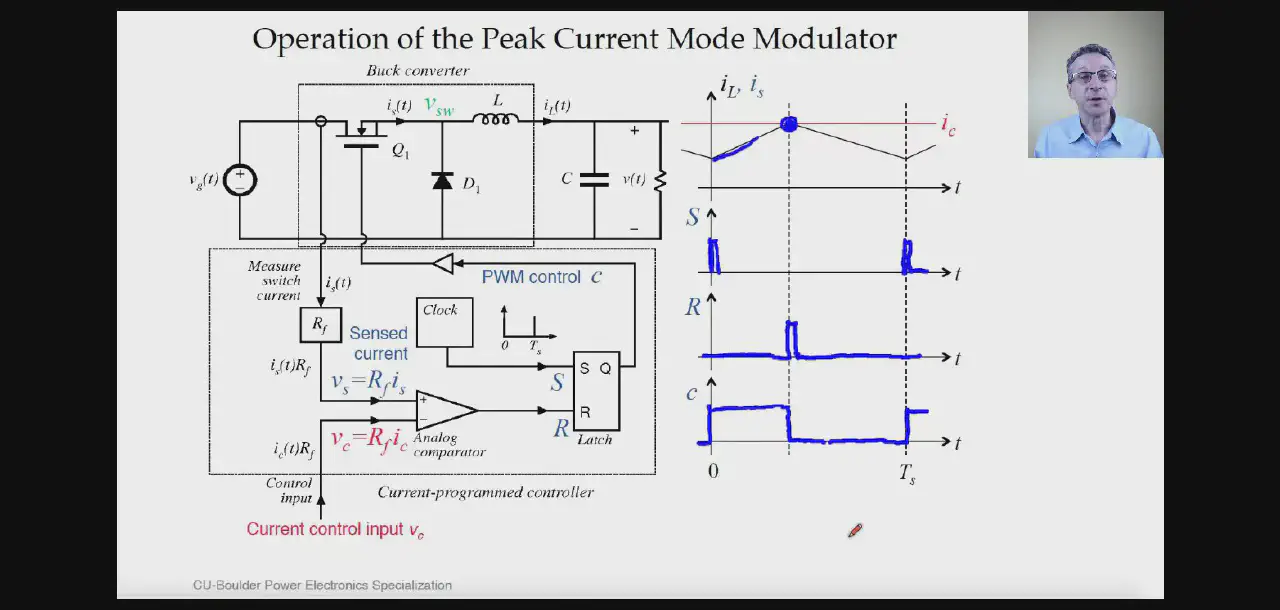 Operation of the Peak Current Mode Modulator
Buck converter
i_s(t)
v_sw
L
i_L(t)
Q_1
v_g(t)
+
−
D_1
C
v(t)
+
−
Measure
switch
current
i_s(t)
PWM control c
R_f
Clock
0
T_s
Sensed
current
i_s(t)R_f
v_s=R_f i_s
S
S Q
+
−
R
R
v_c=R_f i_c
Analog
comparator
Latch
i_c(t)R_f
Control
input
Current-programmed controller
Current control input v_c
i_L, i_s
i_c
t
S
t
R
t
c
t
0
T_s
CU-Boulder Power Electronics Specialization